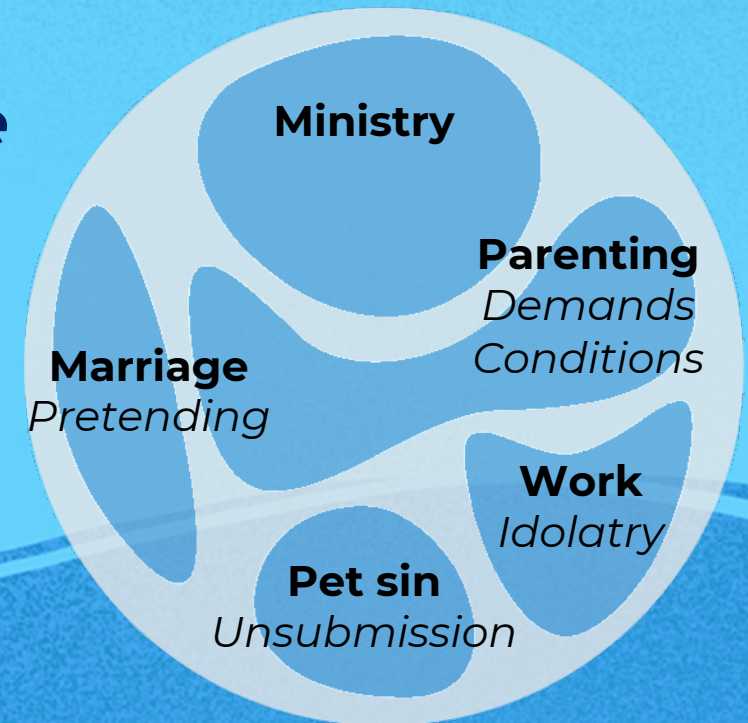 e
Ministry
Parenting
Demands
Conditions
Marriage
Pretending
Work
Idolatry
Pet sin
Unsubmission